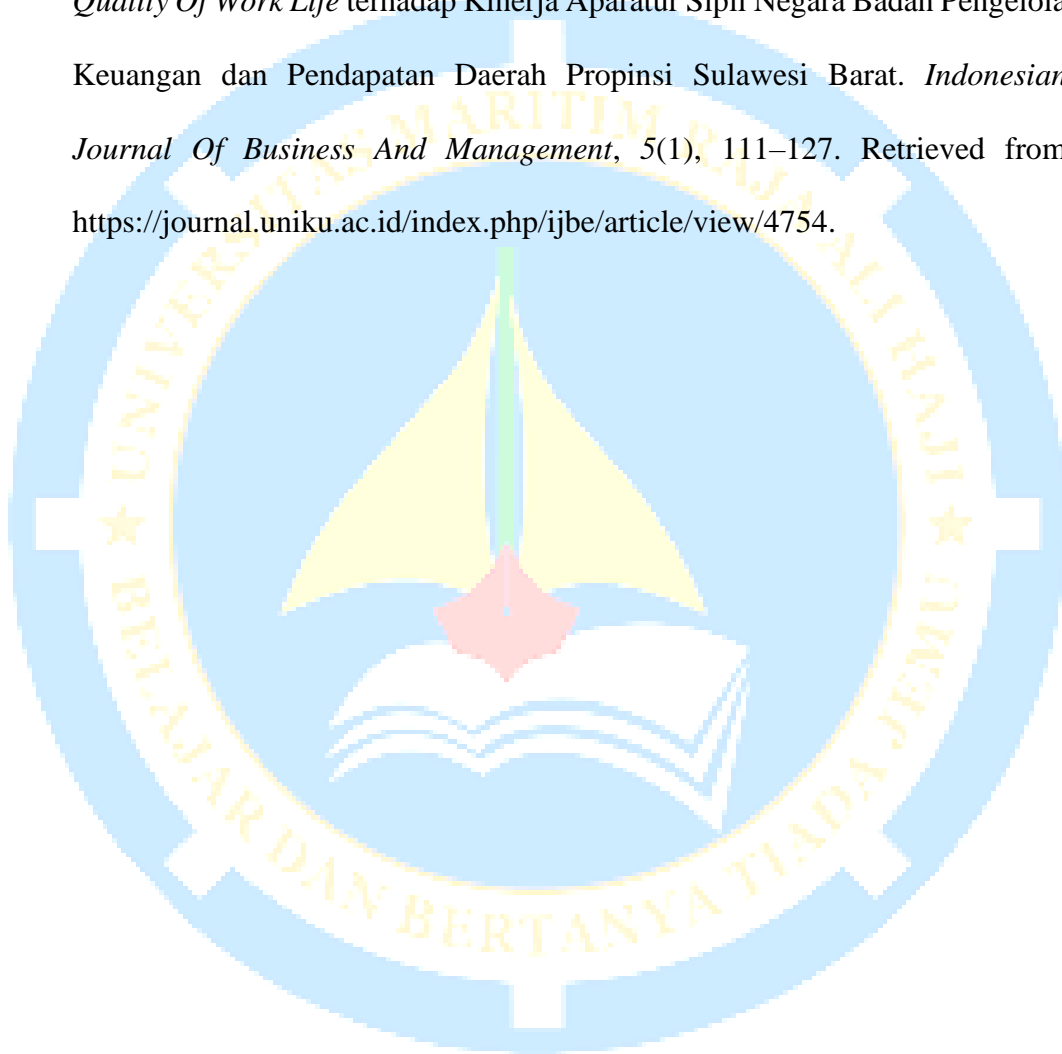 Quality Of Work Life terhadap Kinerja Aparatur Sipil Negara Badan Pengelola
Keuangan dan Pendapatan Daerah Propinsi Sulawesi Barat. Indonesian
Journal Of Business And Management, 5(1), 111–127. Retrieved from
https://journal.uniku.ac.id/index.php/ijbe/article/view/4754.
UNIVERSITAS MARITIM RAJA ALI HAJI
BELAJAR DAN BERTANYA TIADA JEMU